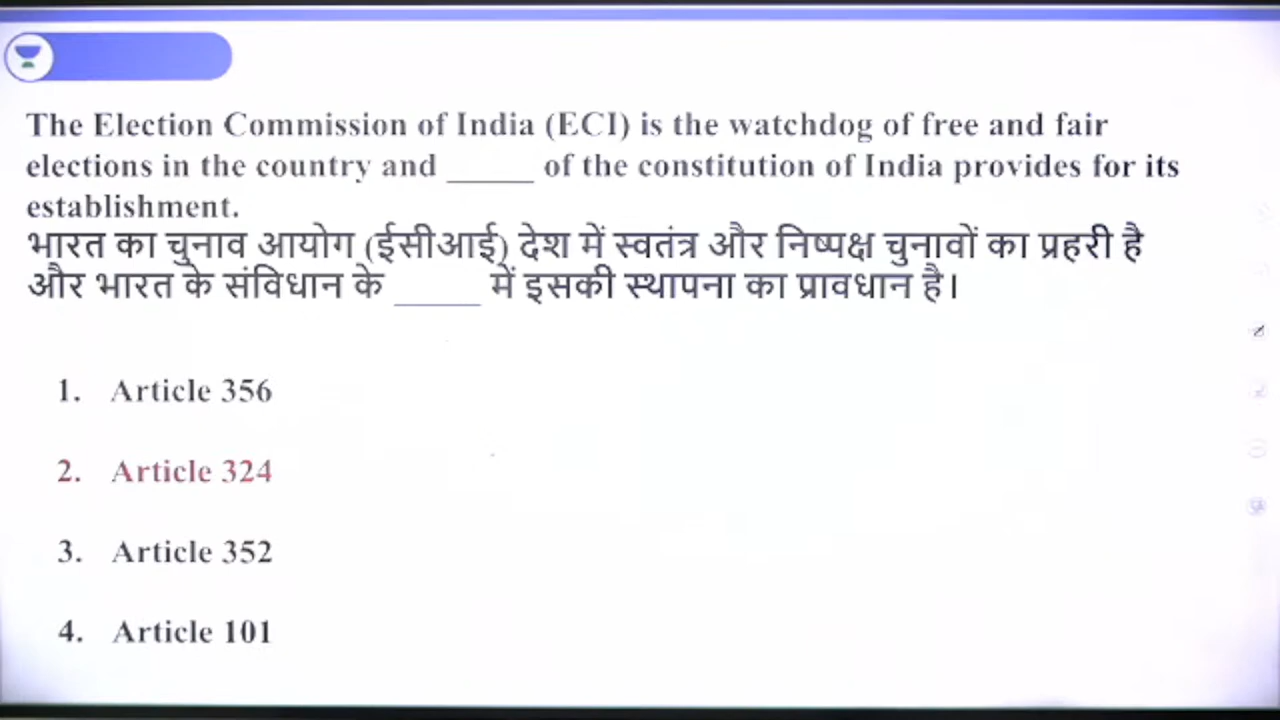 The Election Commission of India (ECI) is the watchdog of free and fair
elections in the country and _____ of the constitution of India provides for its
establishment.
भारत का चुनाव आयोग (ईसीआई) देश में स्वतंत्र और निष्पक्ष चुनावों का प्रहरी है
और भारत के संविधान के _____ में इसकी स्थापना का प्रावधान है।
1. Article 356
2. Article 324
3. Article 352
4. Article 101